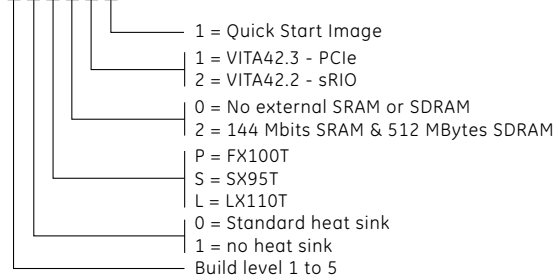 1 = Quick Start Image
1 = VITA42.3 - PCIe
2 = VITA42.2 - sRIO
0 = No external SRAM or SDRAM
2 = 144 Mbits SRAM & 512 MBytes SDRAM
P = FX100T
S = SX95T
L = LX110T
0 = Standard heat sink
1 = no heat sink
Build level 1 to 5